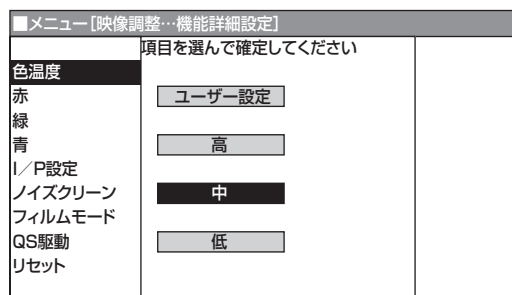 ■メニュー[映像調整…機能詳細設定]
項目を選んで確定してください
色温度
赤
ユーザー設定
緑
青
高
I／P設定
ノイズクリーン
中
フィルムモード
QS駆動
低
リセット